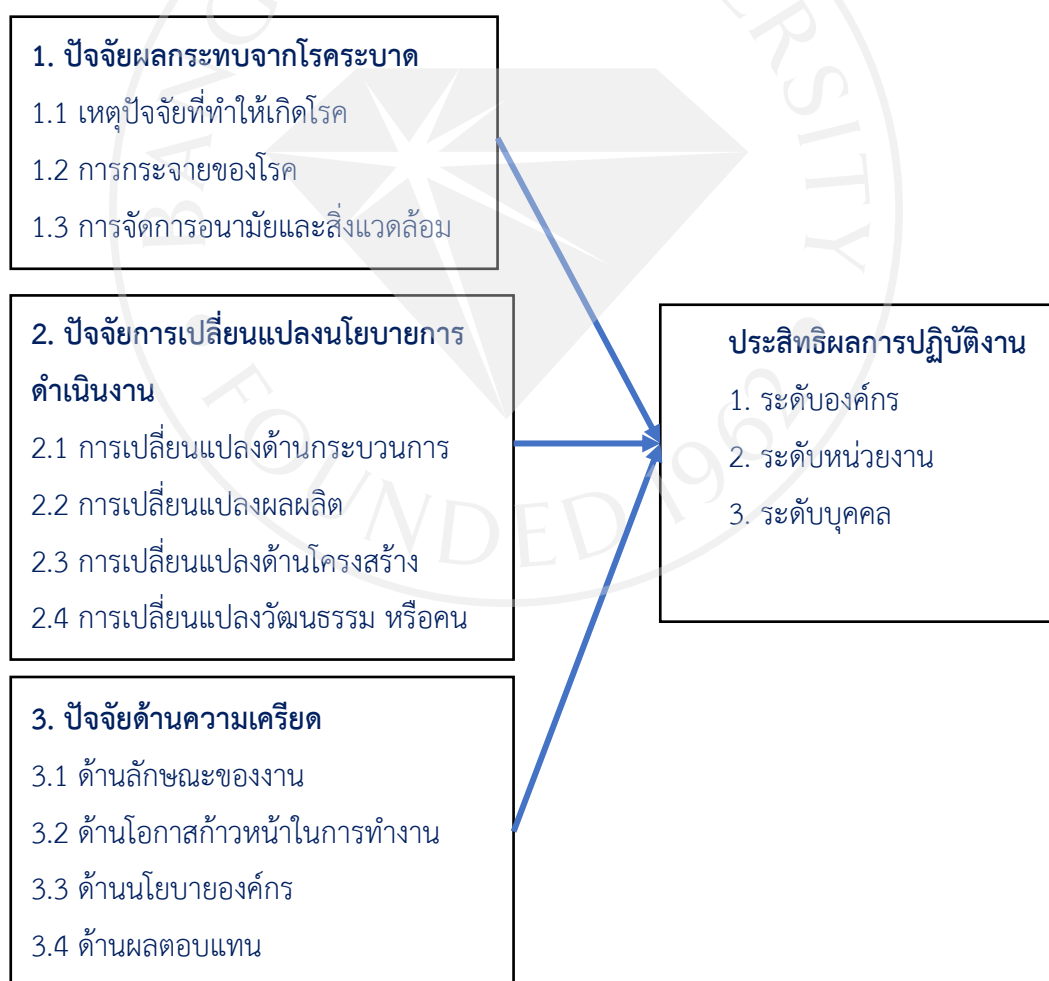 1. ปัจจัยผลกระทบจากโรคระบาด
1.1 เหตุปัจจัยที่ทำให้เกิดโรค
1.2 การกระจายของโรค
1.3 การจัดการอนามัยและสิ่งแวดล้อม
2. ปัจจัยการเปลี่ยนแปลงนโยบายการ
ดำเนินงาน
2.1 การเปลี่ยนแปลงด้านกระบวนการ
2.2 การเปลี่ยนแปลงผลผลิต
2.3 การเปลี่ยนแปลงด้านโครงสร้าง
2.4 การเปลี่ยนแปลงวัฒนธรรม หรือคน
3. ปัจจัยด้านความเครียด
3.1 ด้านลักษณะของงาน
3.2 ด้านโอกาสก้าวหน้าในการทำงาน
3.3 ด้านนโยบายองค์กร
3.4 ด้านผลตอบแทน
ประสิทธิผลการปฏิบัติงาน
1. ระดับองค์กร
2. ระดับหน่วยงาน
3. ระดับบุคคล
FOUNDED 1962